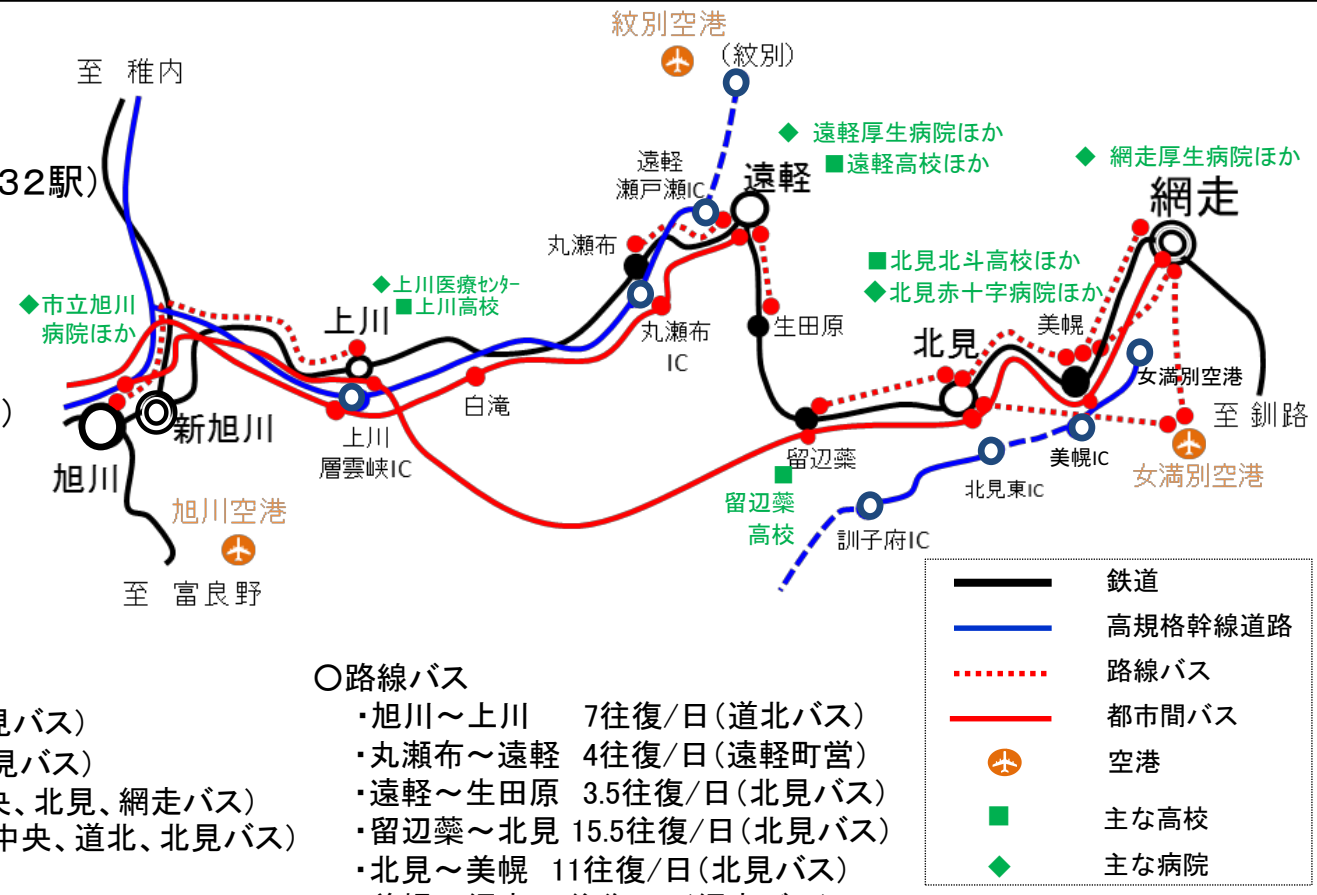 紋別空港
(紋別)
至 稚内
◆ 遠軽厚生病院ほか
■遠軽高校ほか
◆ 網走厚生病院ほか
32駅)
遠軽
瀬戸瀬IC
遠軽
網走
丸瀬布
■北見北斗高校ほか
◆北見赤十字病院ほか
◆上川医療センター
■上川高校
◆市立旭川
病院ほか
上川
丸瀬布
IC
生田原
美幌
北見
女満別空港
白滝
至 釧路
)
新旭川
上川
層雲峡IC
留辺蘂
美幌IC
旭川
女満別空港
北見東IC
旭川空港
留辺蘂
高校
訓子府IC
至 富良野
鉄道
高規格幹線道路
路線バス
都市間バス
空港
主な高校
主な病院
見バス)
見バス)
央、北見、網走バス)
中央、道北、北見バス)
○路線バス
・旭川~上川 7往復/日(道北バス)
・丸瀬布~遠軽 4往復/日(遠軽町営)
・遠軽~生田原 3.5往復/日(北見バス)
・留辺蘂~北見 15.5往復/日(北見バス)
・北見~美幌 11往復/日(北見バス)